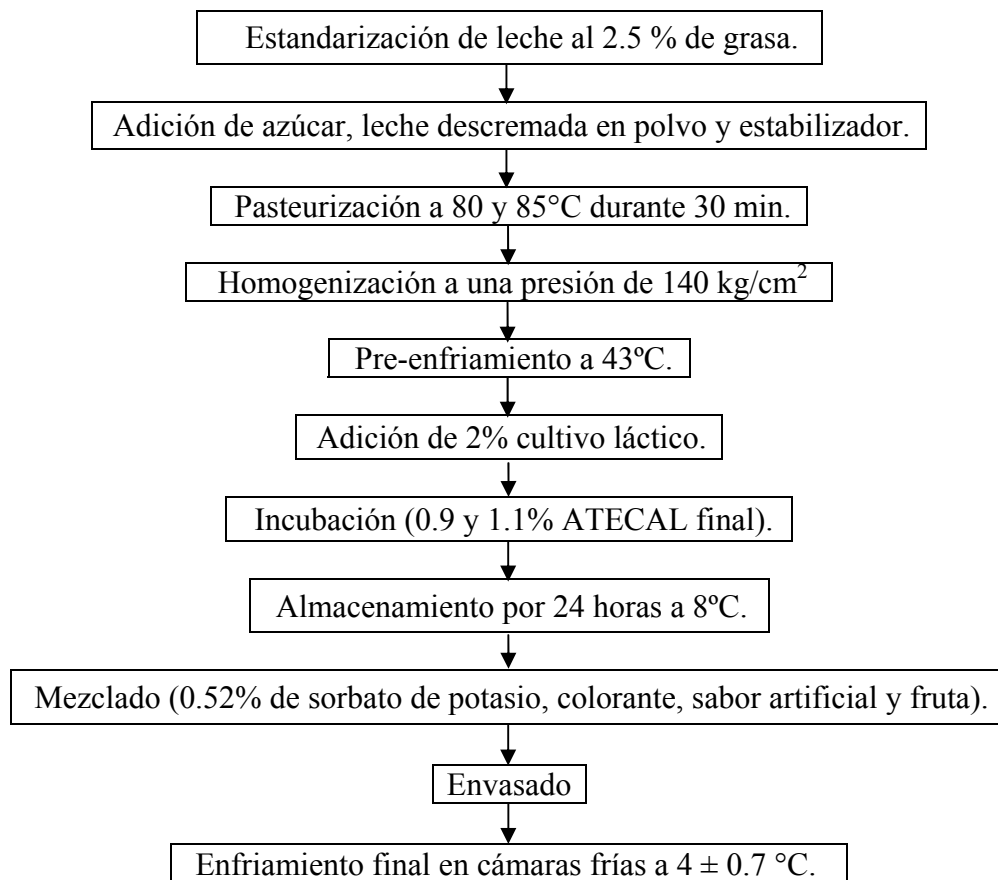 Estandarización de leche al 2.5 % de grasa.
Adición de azúcar, leche descremada en polvo y estabilizador.
Pasteurización a 80 y 85°C durante 30 min.
Homogenización a una presión de 140 kg/cm²
Pre-enfriamiento a 43ºC.
Adición de 2% cultivo láctico.
Incubación (0.9 y 1.1% ATECAL final).
Almacenamiento por 24 horas a 8ºC.
Mezclado (0.52% de sorbato de potasio, colorante, sabor artificial y fruta).
Envasado
Enfriamiento final en cámaras frías a 4 ± 0.7 °C.